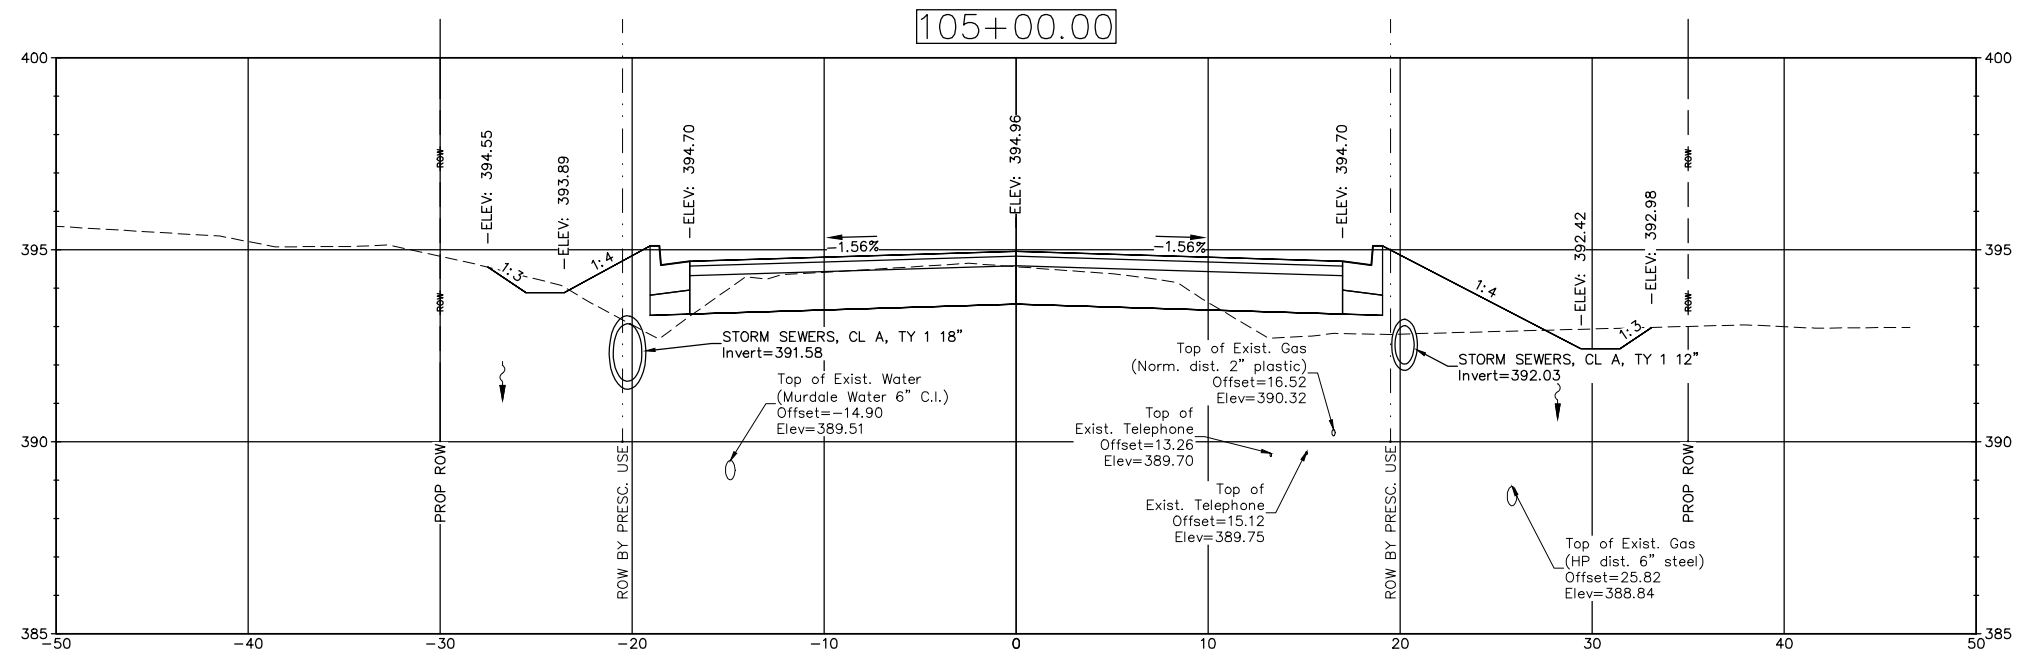 105+00.00
400
400
ROW
ELEV: 394.55
ELEV: 393.89
ELEV: 394.70
ELEV: 394.96
ELEV: 394.70
ELEV: 392.42
ELEV: 392.98
ROW
395
395
-1.56%
-1.56%
1:3
1:4
1:4
1:3
ROW
ROW
STORM SEWERS, CL A, TY 1 18"
Invert=391.58
Top of Exist. Water
(Murdale Water 6" C.I.)
Offset=-14.90
Elev=389.51
Top of Exist. Gas
(Norm. dist. 2" plastic)
Offset=16.52
Elev=390.32
STORM SEWERS, CL A, TY 1 12"
Invert=392.03
Top of
Exist. Telephone
Offset=13.26
Elev=389.70
390
390
PROP ROW
ROW BY PRESC. USE
ROW BY PRESC. USE
PROP ROW
Top of
Exist. Telephone
Offset=15.12
Elev=389.75
Top of Exist. Gas
(HP dist. 6" steel)
Offset=25.82
Elev=388.84
385
385
-50
-40
-30
-20
-10
0
10
20
30
40
50